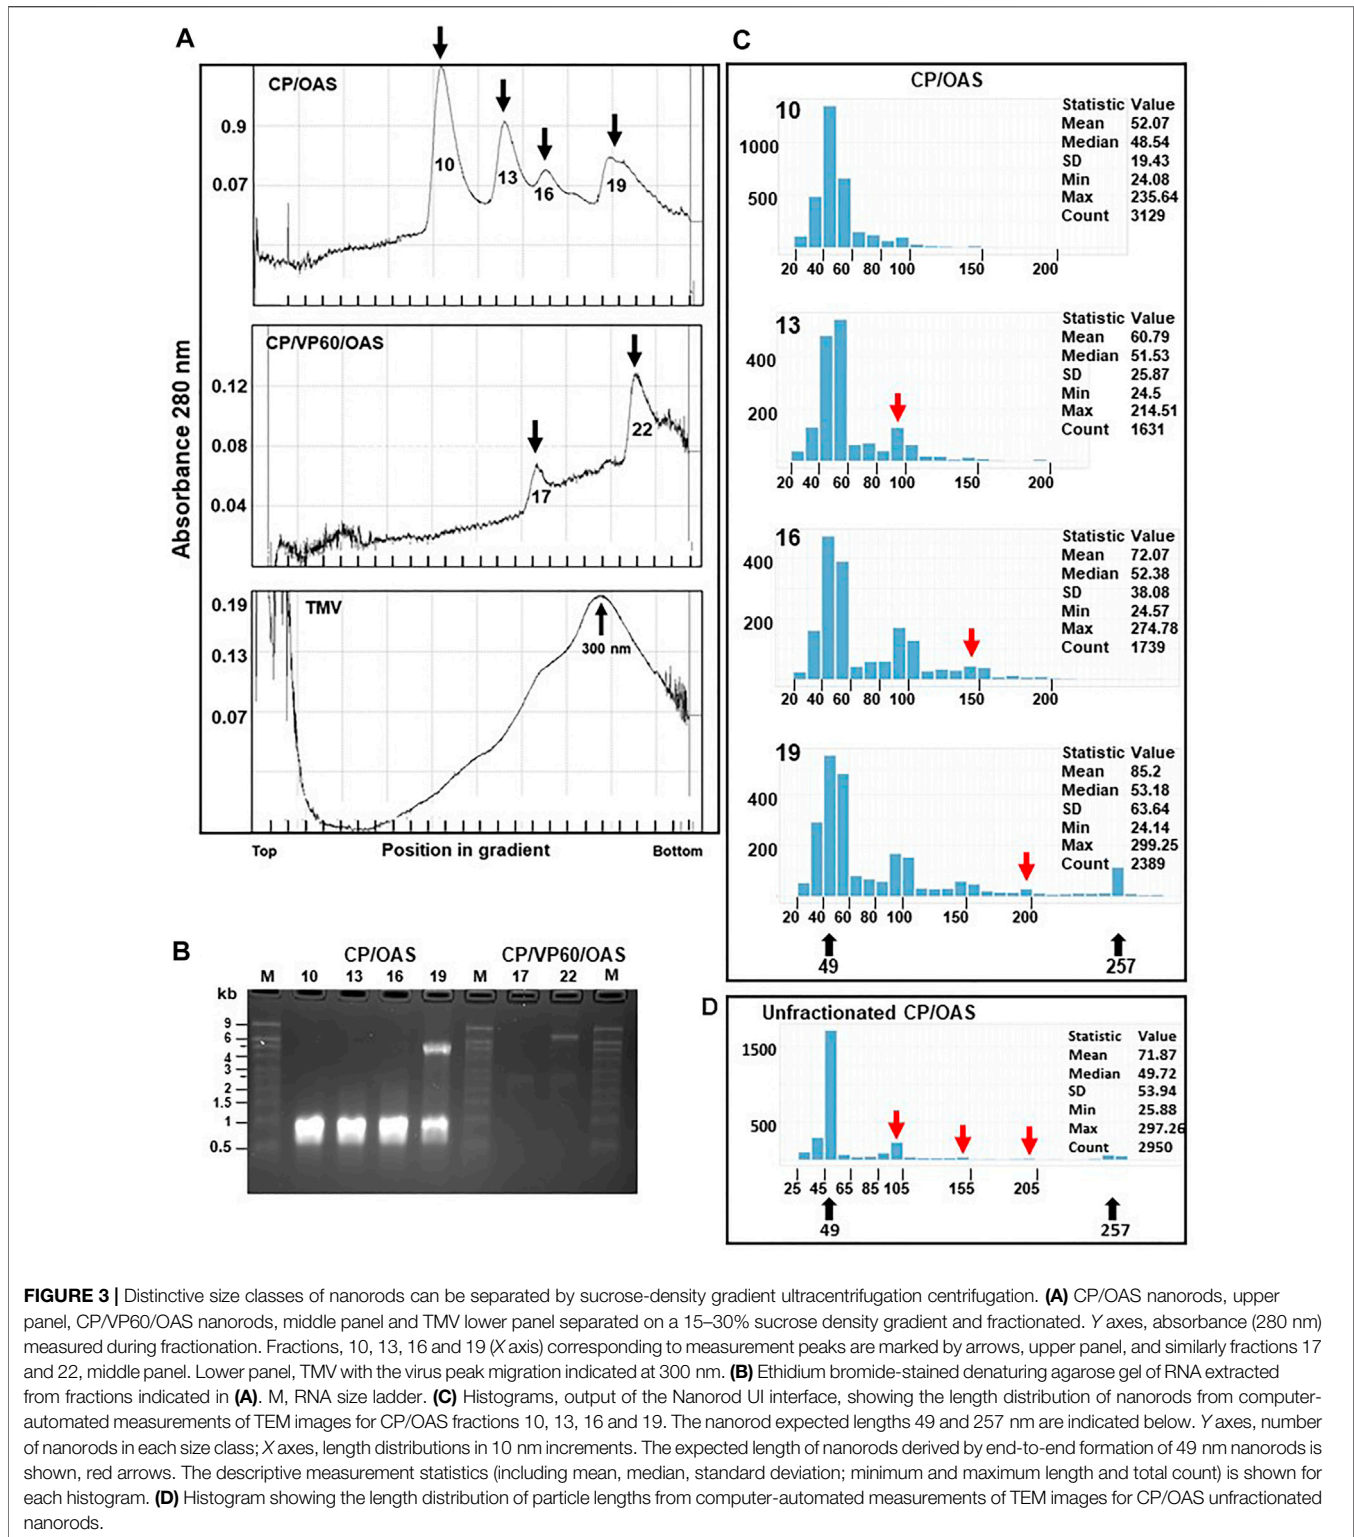 A
CP/OAS
0.9
0.07
10
13
16
19
CP/VP60/OAS
0.12
0.08
0.04
17
22
Absorbance 280 nm
TMV
0.19
0.13
0.07
300 nm
Top
Position in gradient
Bottom
B
CP/OAS
CP/VP60/OAS
M 10 13 16 19 M 17 22 M
kb
9
6
4
3
2
1.5
1
0.5
C
CP/OAS
10
1000
500
20 40 60 80 100 150 200
Statistic Value
Mean 52.07
Median 48.54
SD 19.43
Min 24.08
Max 235.64
Count 3129
13
400
200
20 40 60 80 100 150 200
Statistic Value
Mean 60.79
Median 51.53
SD 25.87
Min 24.5
Max 214.51
Count 1631
16
400
200
20 40 60 80 100 150 200
Statistic Value
Mean 72.07
Median 52.38
SD 38.08
Min 24.57
Max 274.78
Count 1739
19
400
200
20 40 60 80 100 150 200
Statistic Value
Mean 85.2
Median 53.18
SD 63.64
Min 24.14
Max 299.25
Count 2389
49
257
D
Unfractionated CP/OAS
1500
500
25 45 65 85 105 155 205
Statistic Value
Mean 71.87
Median 49.72
SD 53.94
Min 25.88
Max 297.26
Count 2950
49
257
FIGURE 3 | Distinctive size classes of nanorods can be separated by sucrose-density gradient ultracentrifugation centrifugation. (A) CP/OAS nanorods, upper
panel, CP/VP60/OAS nanorods, middle panel and TMV lower panel separated on a 15–30% sucrose density gradient and fractionated. Y axes, absorbance (280 nm)
measured during fractionation. Fractions, 10, 13, 16 and 19 (X axis) corresponding to measurement peaks are marked by arrows, upper panel, and similarly fractions 17
and 22, middle panel. Lower panel, TMV with the virus peak migration indicated at 300 nm. (B) Ethidium bromide-stained denaturing agarose gel of RNA extracted
from fractions indicated in (A). M, RNA size ladder. (C) Histograms, output of the Nanorod UI interface, showing the length distribution of nanorods from computer-
automated measurements of TEM images for CP/OAS fractions 10, 13, 16 and 19. The nanorod expected lengths 49 and 257 nm are indicated below. Y axes, number
of nanorods in each size class; X axes, length distributions in 10 nm increments. The expected length of nanorods derived by end-to-end formation of 49 nm nanorods is
shown, red arrows. The descriptive measurement statistics (including mean, median, standard deviation; minimum and maximum length and total count) is shown for
each histogram. (D) Histogram showing the length distribution of particle lengths from computer-automated measurements of TEM images for CP/OAS unfractionated
nanorods.